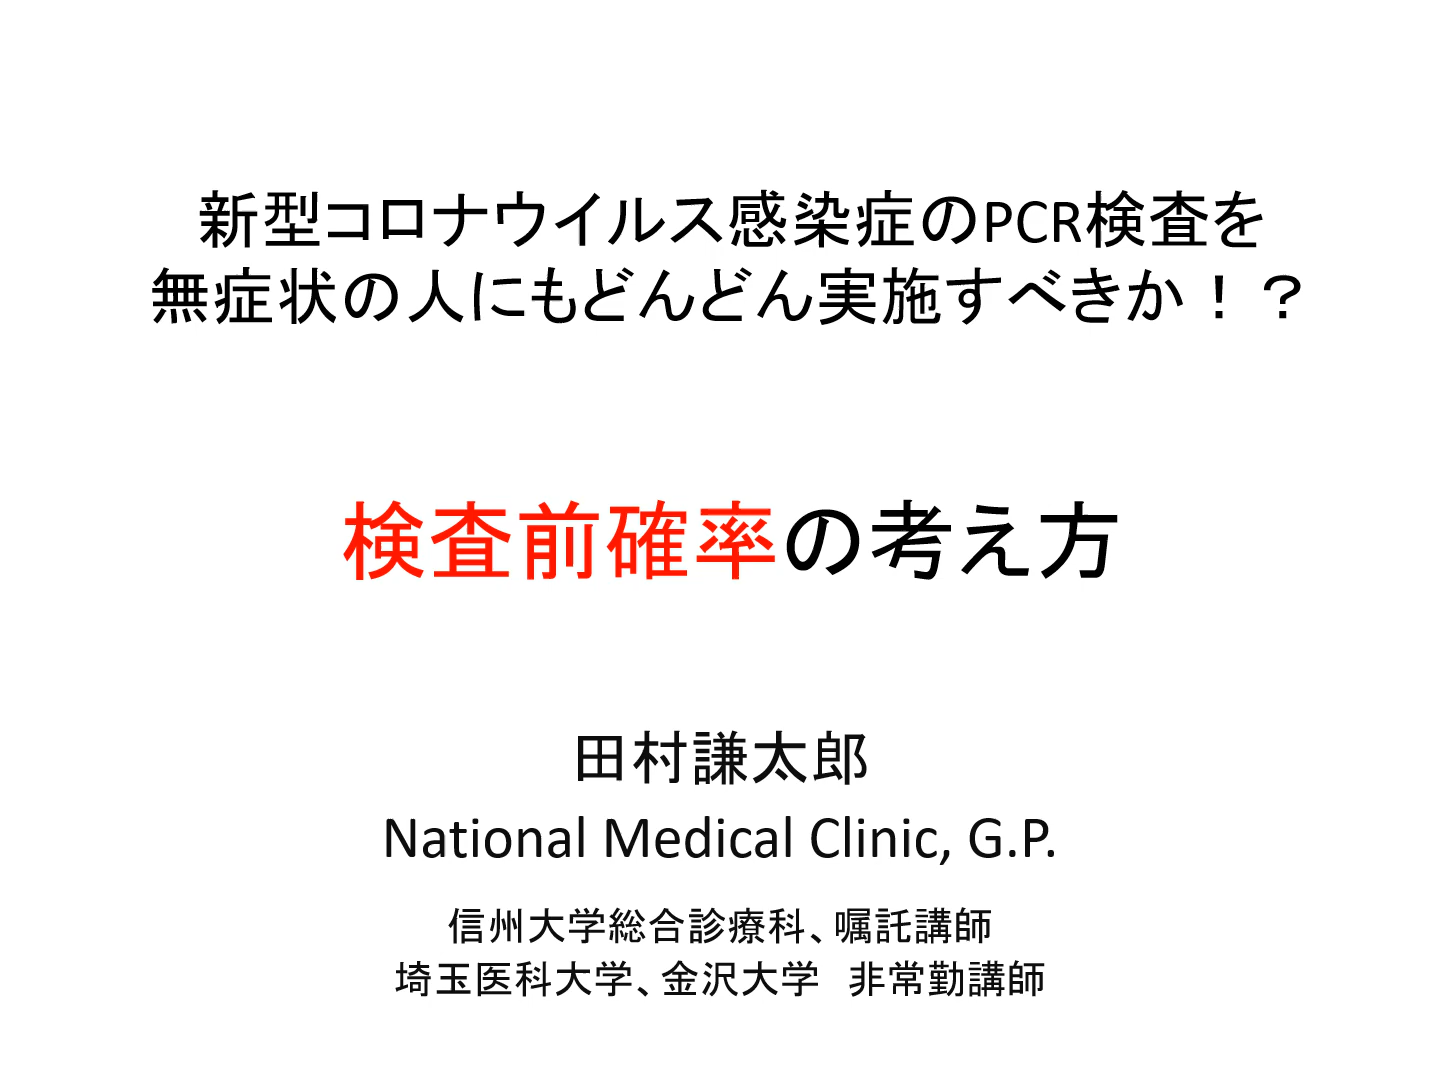 新型コロナウイルス感染症のPCR検査を
無症状の人にもどんどん実施すべきか！？
検査前確率の考え方
田村謙太郎
National Medical Clinic, G.P.
信州大学総合診療科、嘱託講師
埼玉医科大学、金沢大学　非常勤講師